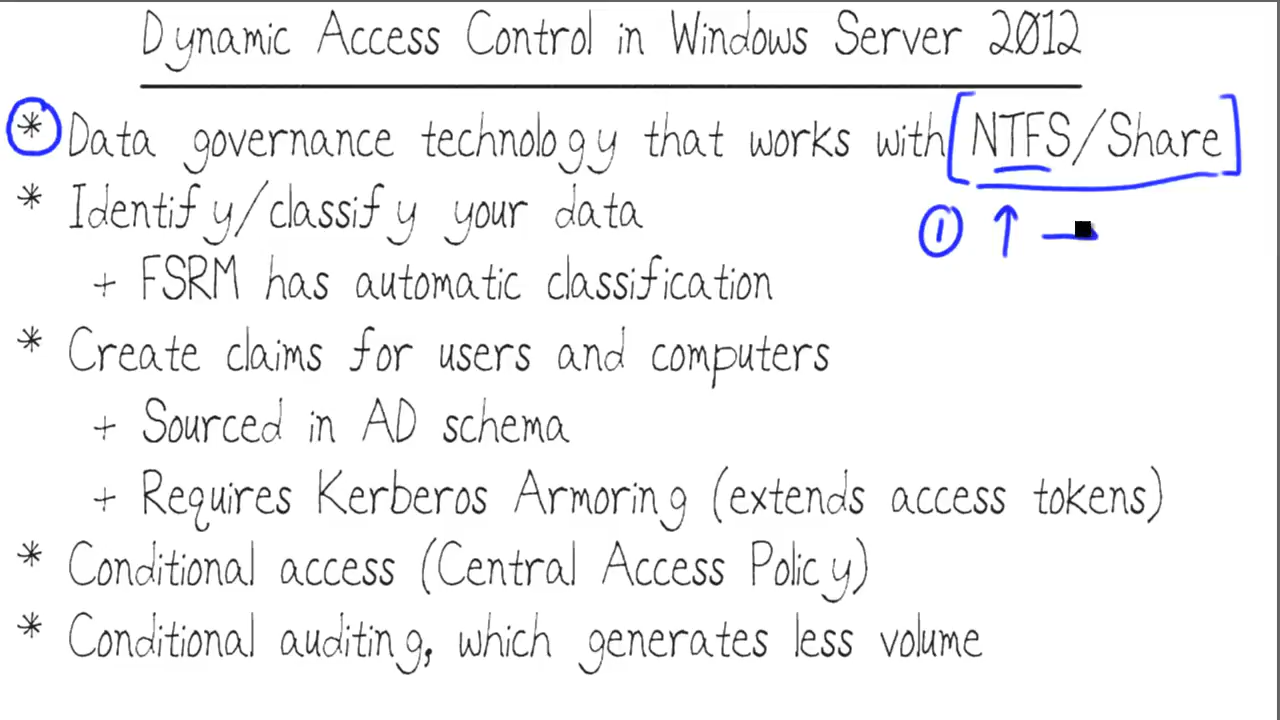 Dynamic Access Control in Windows Server 2012
* Data governance technology that works with [NTFS/Share]
① ↑ —
* Identify/classify your data
+ FSRM has automatic classification
* Create claims for users and computers
+ Sourced in AD schema
+ Requires Kerberos Armoring (extends access tokens)
* Conditional access (Central Access Policy)
* Conditional auditing, which generates less volume